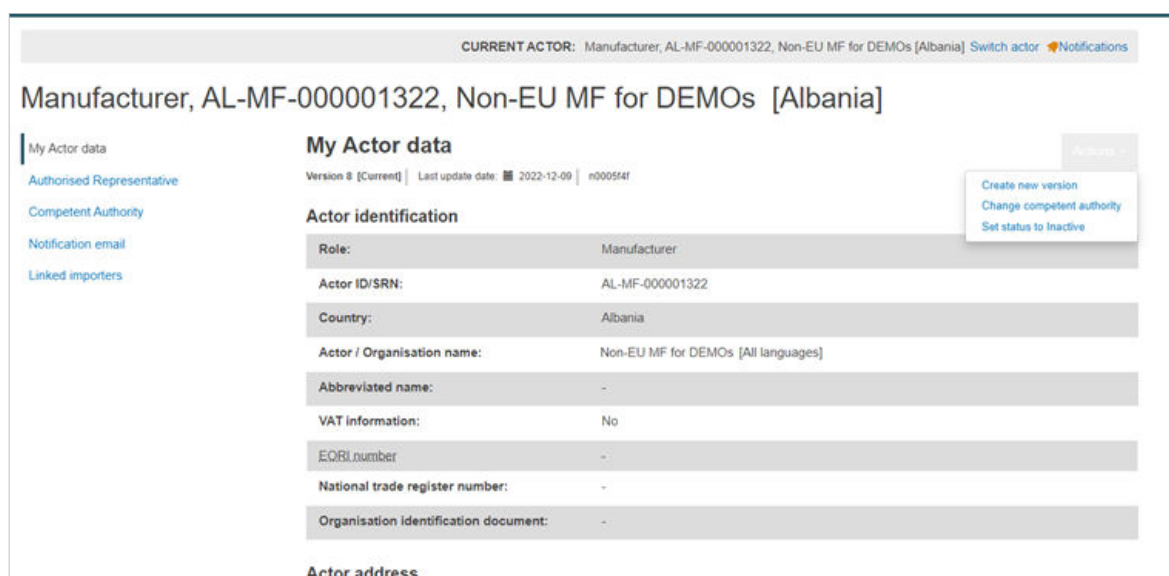 CURRENT ACTOR: Manufacturer, AL-MF-000001322, Non-EU MF for DEMOs [Albania] Switch actor Notifications
Manufacturer, AL-MF-000001322, Non-EU MF for DEMOs [Albania]
My Actor data
Authorised Representative
Competent Authority
Notification email
Linked importers
My Actor data
Actions
Version 8 [Current] Last update date: 2022-12-09 n0005f4f
Create new version
Change competent authority
Set status to Inactive
Actor identification
Role: Manufacturer
Actor ID/SRN: AL-MF-000001322
Country: Albania
Actor / Organisation name: Non-EU MF for DEMOs [All languages]
Abbreviated name: -
VAT information: No
EORI number -
National trade register number: -
Organisation identification document: -
Actor address